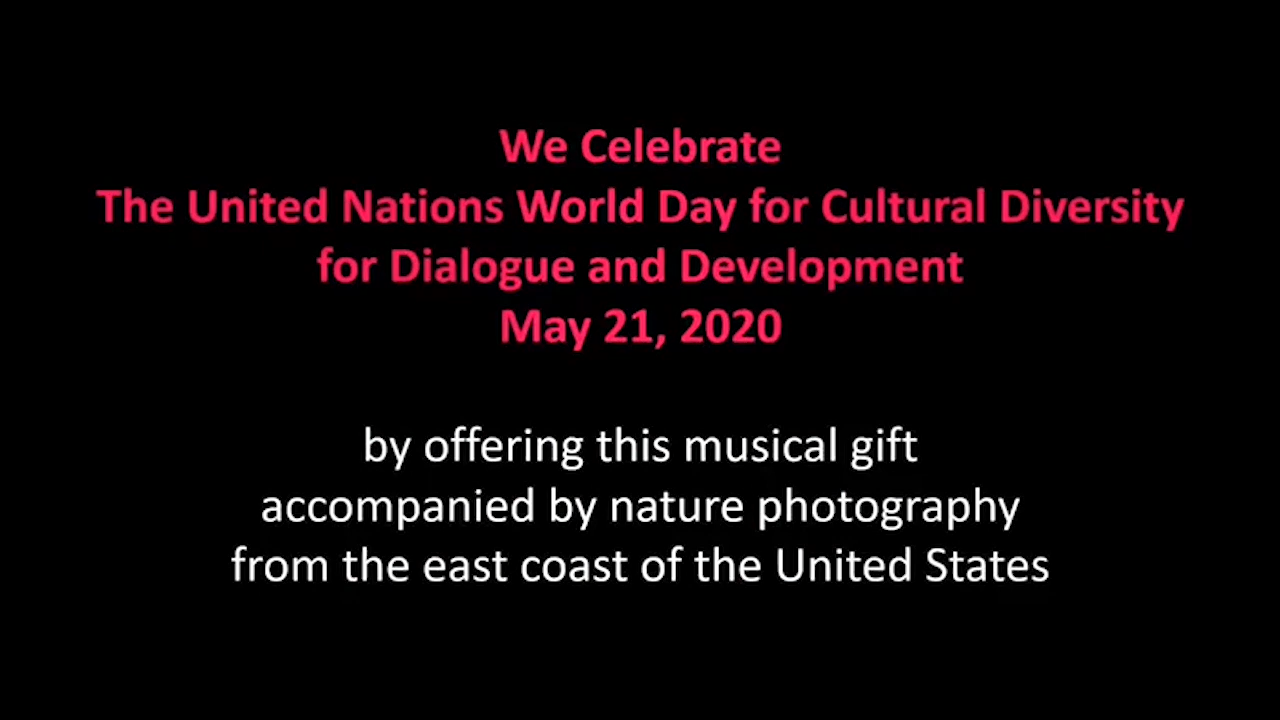 We Celebrate
The United Nations World Day for Cultural Diversity
for Dialogue and Development
May 21, 2020
by offering this musical gift
accompanied by nature photography
from the east coast of the United States